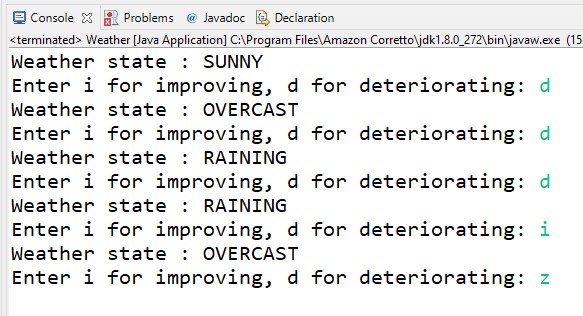 Console Problems @ Javadoc Declaration
<terminated> Weather [Java Application] C:\Program Files\Amazon Corretto\jdk1.8.0_272\bin\javaw.exe (15
Weather state : SUNNY
Enter i for improving, d for deteriorating: d
Weather state : OVERCAST
Enter i for improving, d for deteriorating: d
Weather state : RAINING
Enter i for improving, d for deteriorating: d
Weather state : RAINING
Enter i for improving, d for deteriorating: i
Weather state : OVERCAST
Enter i for improving, d for deteriorating: z